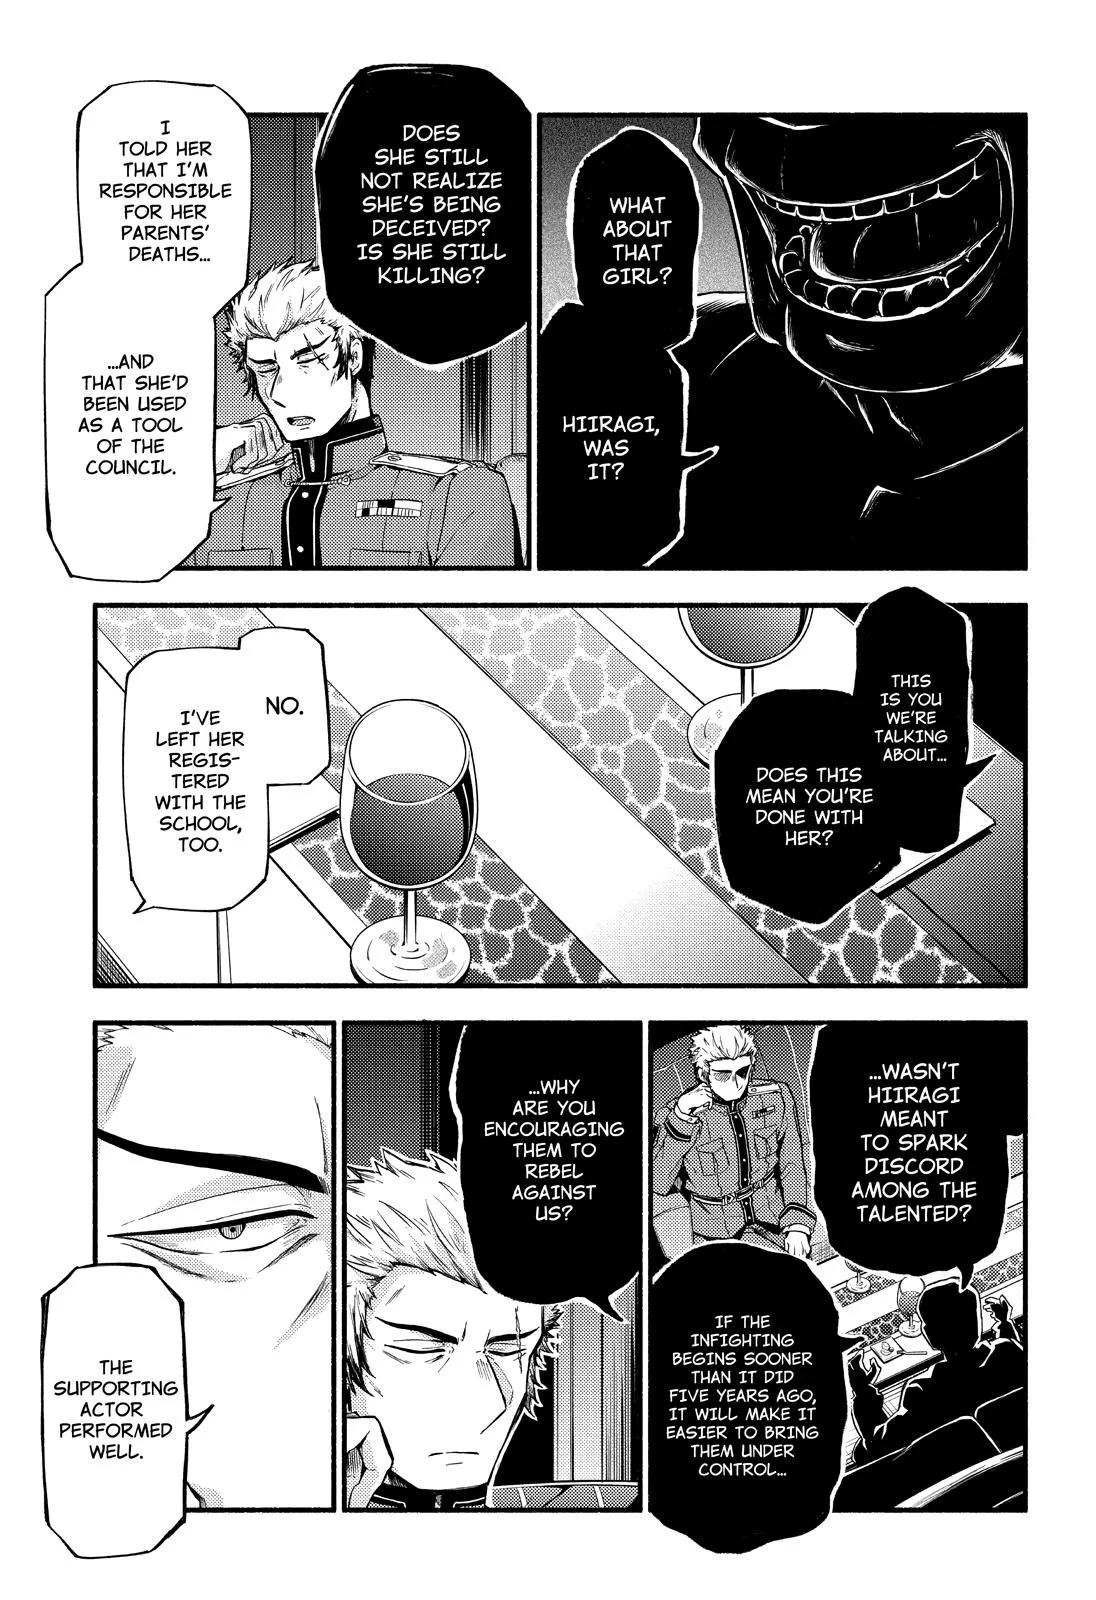 WHAT
ABOUT
THAT
GIRL?
HIIRAGI,
WAS
IT?
DOES
SHE STILL
NOT REALIZE
SHE'S BEING
DECEIVED?
IS SHE STILL
KILLING?
I
TOLD HER
THAT I'M
RESPONSIBLE
FOR HER
PARENTS'
DEATHS...
...AND
THAT SHE'D
BEEN USED
AS A TOOL
OF THE
COUNCIL.
THIS
IS YOU
WE'RE
TALKING
ABOUT...
DOES THIS
MEAN YOU'RE
DONE WITH
HER?
NO.
I'VE
LEFT HER
REGIS-
TERED
WITH THE
SCHOOL,
TOO.
...WASN'T
HIIRAGI
MEANT
TO SPARK
DISCORD
AMONG THE
TALENTED?
IF THE
INFIGHTING
BEGINS SOONER
THAN IT DID
FIVE YEARS AGO,
IT WILL MAKE IT
EASIER TO BRING
THEM UNDER
CONTROL...
...WHY
ARE YOU
ENCOURAGING
THEM TO
REBEL
AGAINST
US?
THE
SUPPORTING
ACTOR
PERFORMED
WELL.